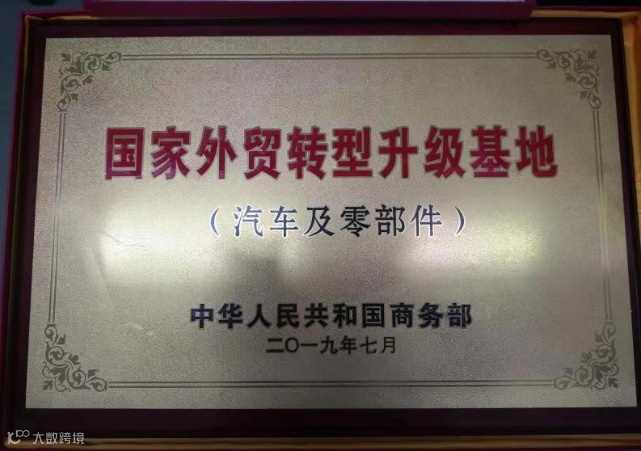 国家外贸转型升级基地
（汽车及零部件）
中华人民共和国商务部
二〇一九年七月
大数跨境